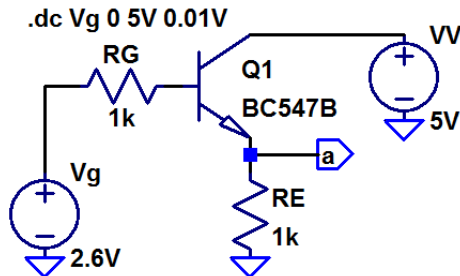 .dc Vg 0 5V 0.01V
RG
1k
Q1
BC547B
VV
5V
a
Vg
2.6V
RE
1k